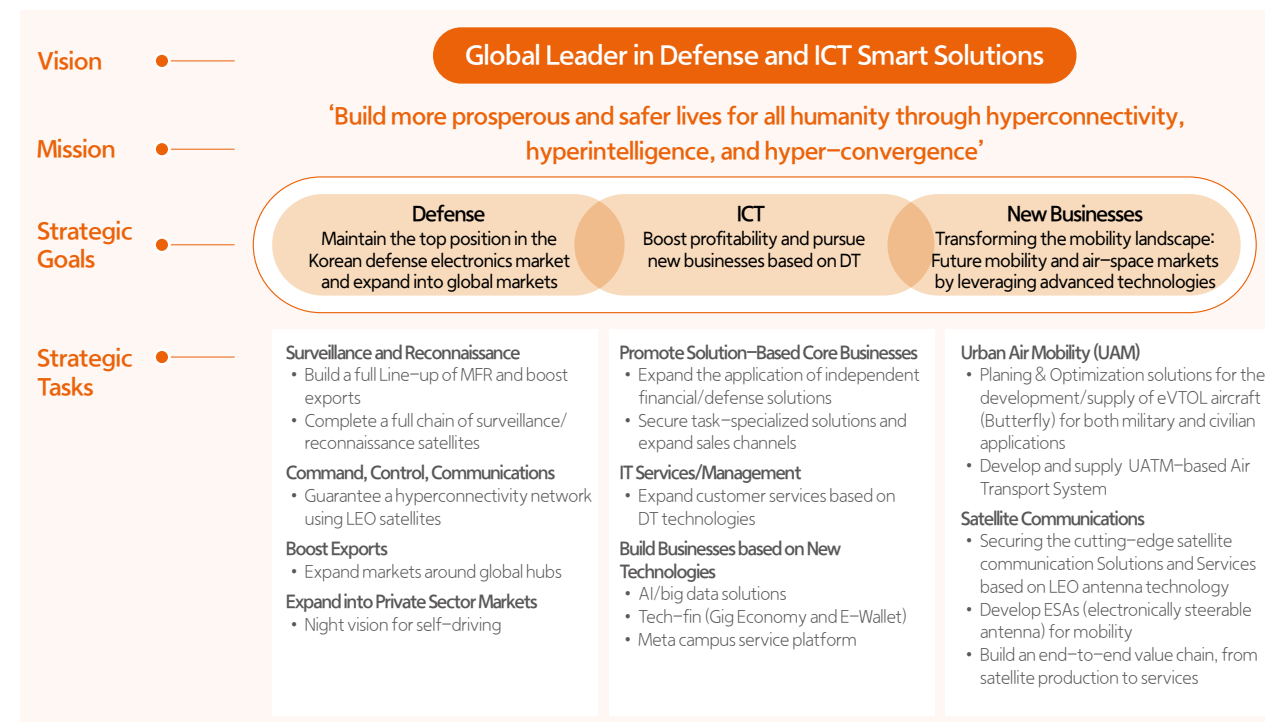 Vision
Global Leader in Defense and ICT Smart Solutions
Mission
‘Build more prosperous and safer lives for all humanity through hyperconnectivity,
hyperintelligence, and hyper-convergence’
Strategic
Goals
Defense
Maintain the top position in the
Korean defense electronics market
and expand into global markets
ICT
Boost profitability and pursue
new businesses based on DT
New Businesses
Transforming the mobility landscape:
Future mobility and air-space markets
by leveraging advanced technologies
Strategic
Tasks
Surveillance and Reconnaissance
• Build a full Line-up of MFR and boost
exports
• Complete a full chain of surveillance/
reconnaissance satellites
Command, Control, Communications
• Guarantee a hyperconnectivity network
using LEO satellites
Boost Exports
• Expand markets around global hubs
Expand into Private Sector Markets
• Night vision for self-driving
Promote Solution-Based Core Businesses
• Expand the application of independent
financial/defense solutions
• Secure task-specialized solutions and
expand sales channels
IT Services/Management
• Expand customer services based on
DT technologies
Build Businesses based on New
Technologies
• AI/big data solutions
• Tech-fin (Gig Economy and E-Wallet)
• Meta campus service platform
Urban Air Mobility (UAM)
• Planing & Optimization solutions for the
development/supply of eVTOL aircraft
(Butterfly) for both military and civilian
applications
• Develop and supply UATM-based Air
Transport System
Satellite Communications
• Securing the cutting-edge satellite
communication Solutions and Services
based on LEO antenna technology
• Develop ESAs (electronically steerable
antenna) for mobility
• Build an end-to-end value chain, from
satellite production to services